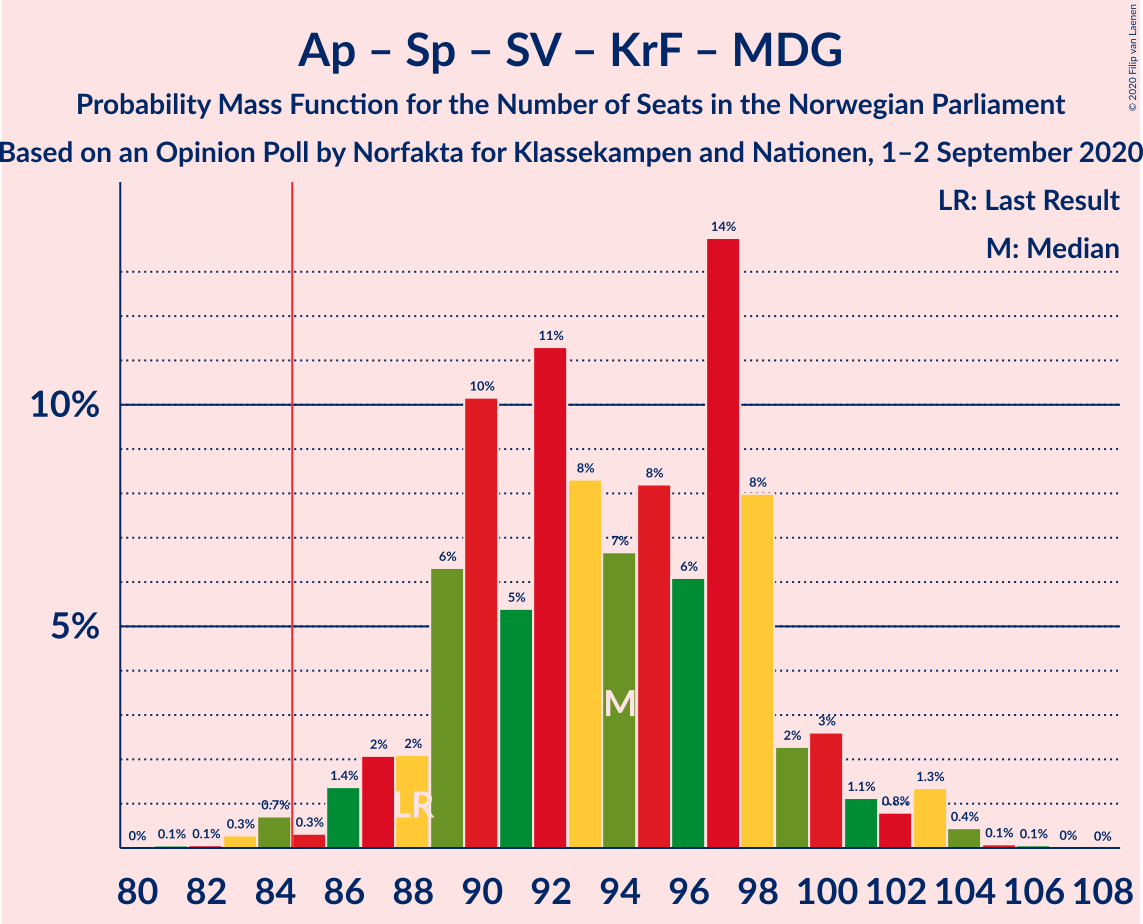 Ap – Sp – SV – KrF – MDG
Probability Mass Function for the Number of Seats in the Norwegian Parliament
Based on an Opinion Poll by Norfakta for Klassekampen and Nationen, 1–2 September 2020
© 2020 Filip van Laenen
LR: Last Result
M: Median
10%
5%
0% 0.1% 0.1% 0.3% 0.7% 0.3% 1.4% 2% 2% 6% 10% 5% 11% 8% 7% 8% 6% 14% 8% 2% 3% 1.1% 0.8% 1.3% 0.4% 0.1% 0.1% 0% 0%
LR
M
80 82 84 86 88 90 92 94 96 98 100 102 104 106 108